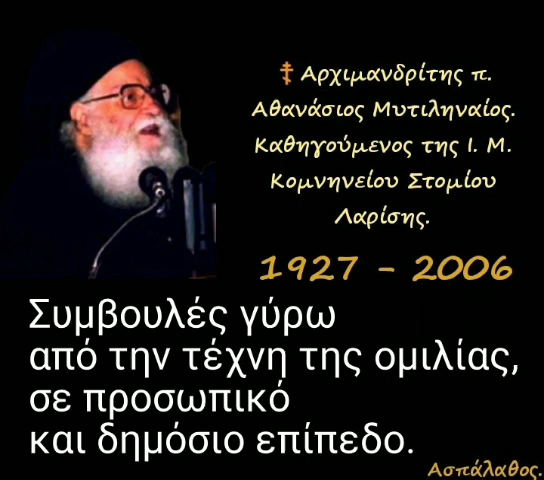 ‡ Αρχιμανδρίτης π.
Αθανάσιος Μυτιληναίος.
Καθηγούμενος της Ι. Μ.
Κομνηνείου Στομίου
Λαρίσης.
1927 - 2006
Συμβουλές γύρω
από την τέχνη της ομιλίας,
σε προσωπικό
και δημόσιο επίπεδο.
Ασπάλαθος.